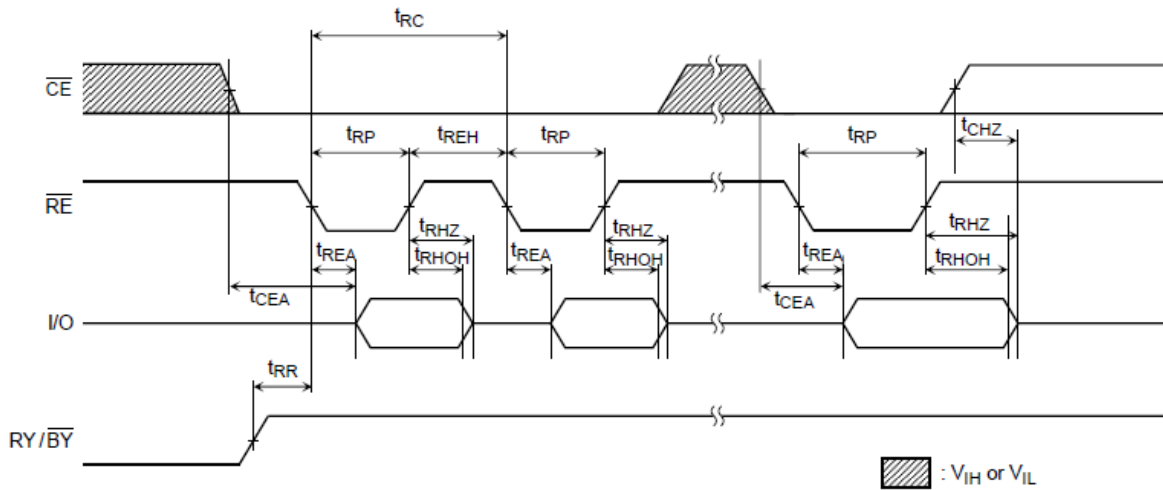 tRC
CE
tCHZ
tRP tREH tRP tRP
RE
tRHZ tRHZ tRHZ
tREA tREA tREA
tRHOH tRHOH tRHOH
tCEA tCEA
I/O
tRR
RY/BY
: VIH or VIL